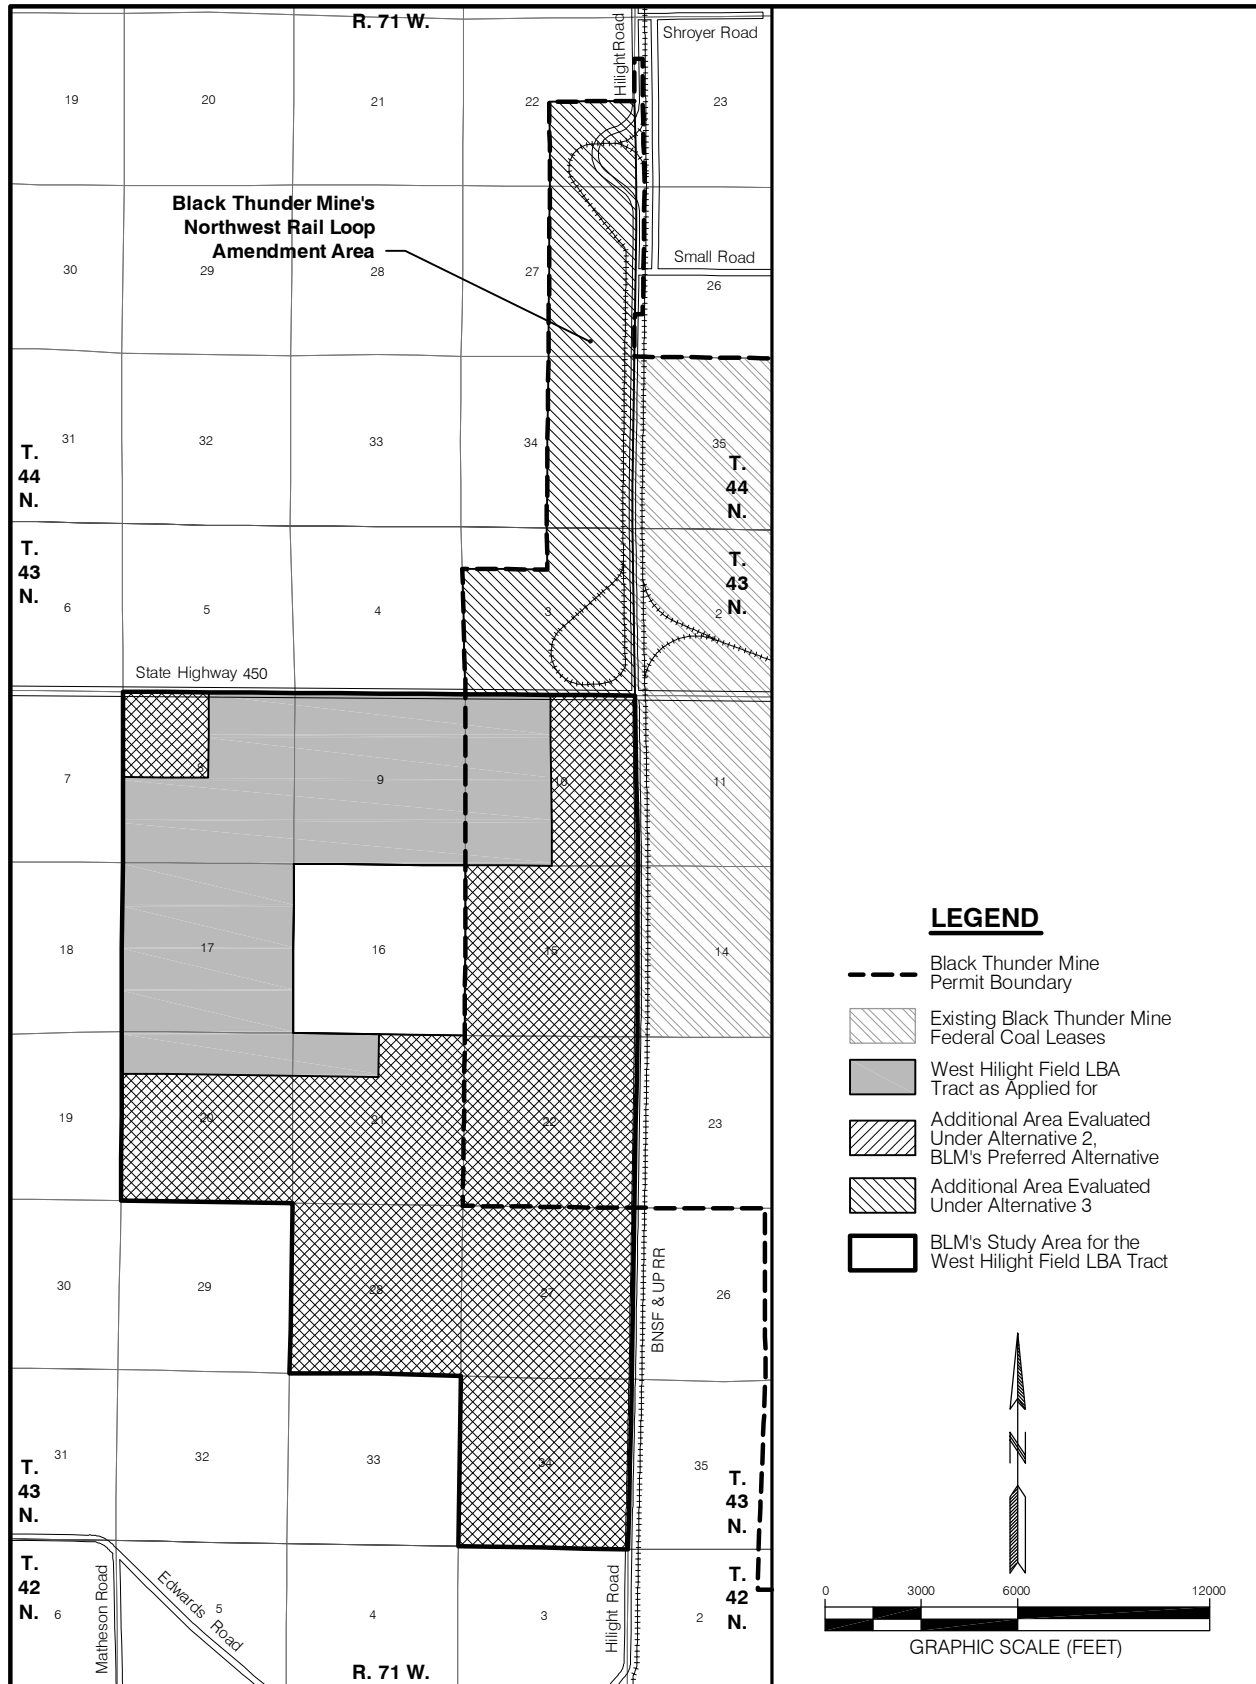 R. 71 W.
Hilight Road
Shroyer Road
19
20
21
22
23
Black Thunder Mine's
Northwest Rail Loop
Amendment Area
Small Road
30
29
28
27
26
31
32
33
34
35
T.
44
N.
T.
44
N.
T.
43
N.
T.
43
N.
6
5
4
3
2
State Highway 450
7
8
9
10
11
18
17
16
15
14
19
20
21
22
23
30
29
28
27
26
BNSF & UP RR
31
32
33
34
35
T.
43
N.
T.
43
N.
T.
42
N.
T.
42
N.
6
5
4
3
2
Matheson Road
Edwards Road
Hilight Road
R. 71 W.
LEGEND
Black Thunder Mine
Permit Boundary
Existing Black Thunder Mine
Federal Coal Leases
West Hilight Field LBA
Tract as Applied for
Additional Area Evaluated
Under Alternative 2,
BLM's Preferred Alternative
Additional Area Evaluated
Under Alternative 3
BLM's Study Area for the
West Hilight Field LBA Tract
N
0 3000 6000 12000
GRAPHIC SCALE (FEET)